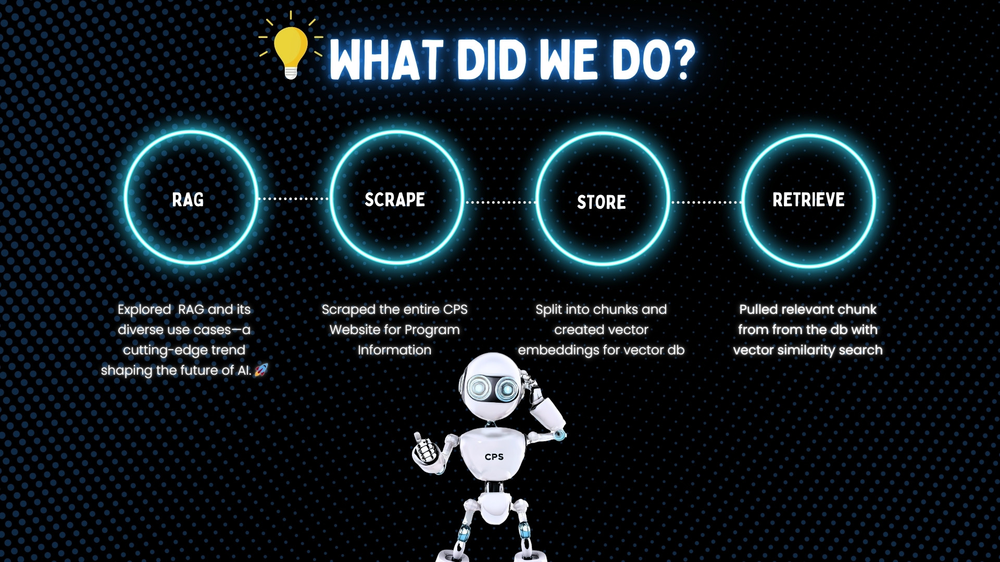 WHAT DID WE DO?
RAG
SCRAPE
STORE
RETRIEVE
Explored RAG and its
diverse use cases—a
cutting-edge trend
shaping the future of AI. 🚀
Scraped the entire CPS
Website for Program
Information
Split into chunks and
created vector
embeddings for vector db
Pulled relevant chunk
from from the db with
vector similarity search
CPS